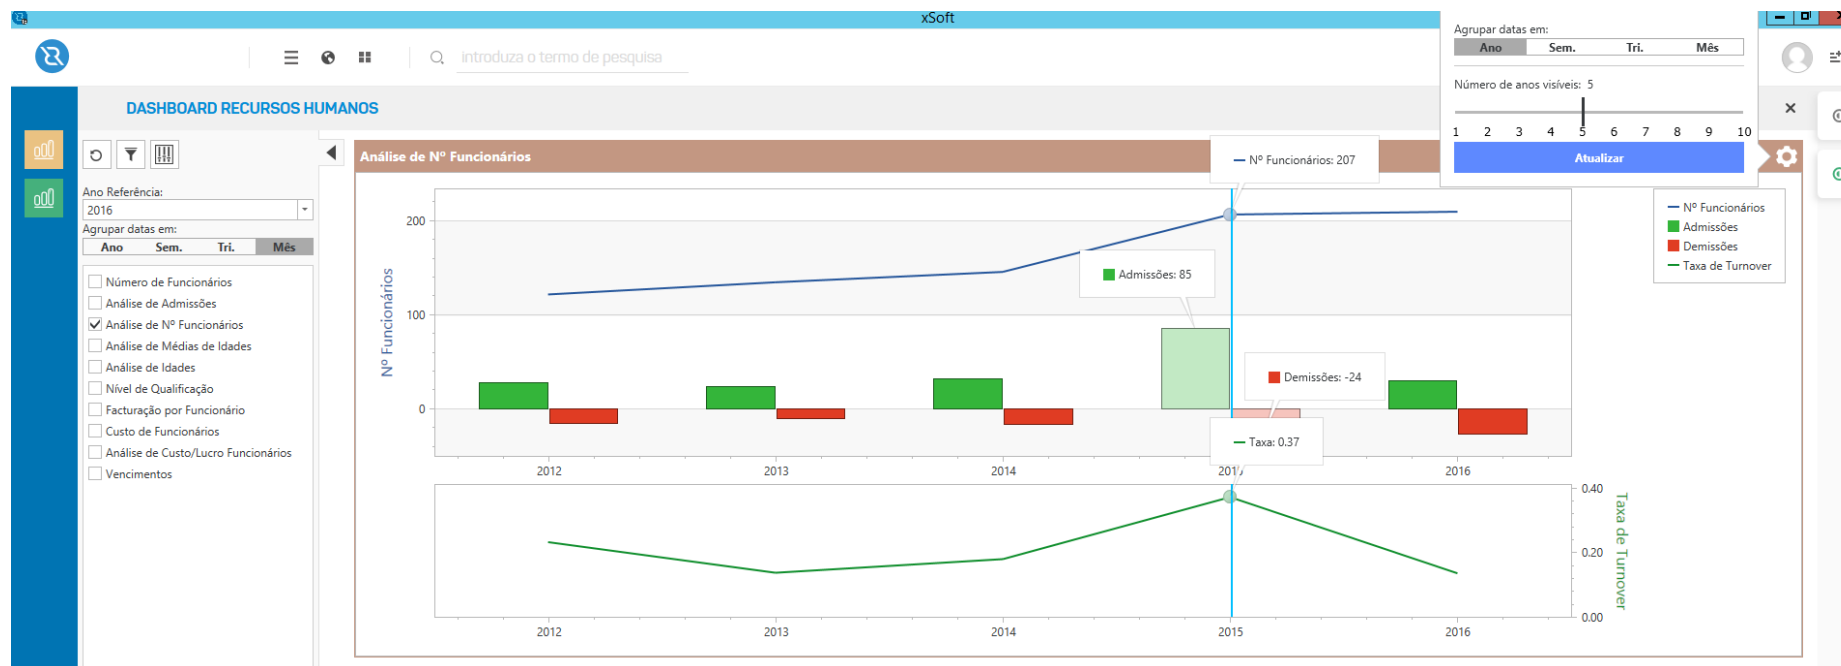 xSoft
introduza o termo de pesquisa
Agrupar datas em:
Ano Sem. Tri. Mês
Número de anos visíveis: 5
1 2 3 4 5 6 7 8 9 10
Atualizar
DASHBOARD RECURSOS HUMANOS
Ano Referência:
2016
Agrupar datas em:
Ano Sem. Tri. Mês
Número de Funcionários
Análise de Admissões
Análise de Nº Funcionários
Análise de Médias de Idades
Análise de Idades
Nível de Qualificação
Facturação por Funcionário
Custo de Funcionários
Análise de Custo/Lucro Funcionários
Vencimentos
Análise de Nº Funcionários
Nº Funcionários: 207
Nº Funcionários
Admissões
Demissões
Taxa de Turnover
Nº Funcionários
200
100
0
Admissões: 85
Demissões: -24
Taxa: 0.37
2012 2013 2014 2015 2016
0.40
0.20
0.00
Taxa de Turnover
2012 2013 2014 2015 2016